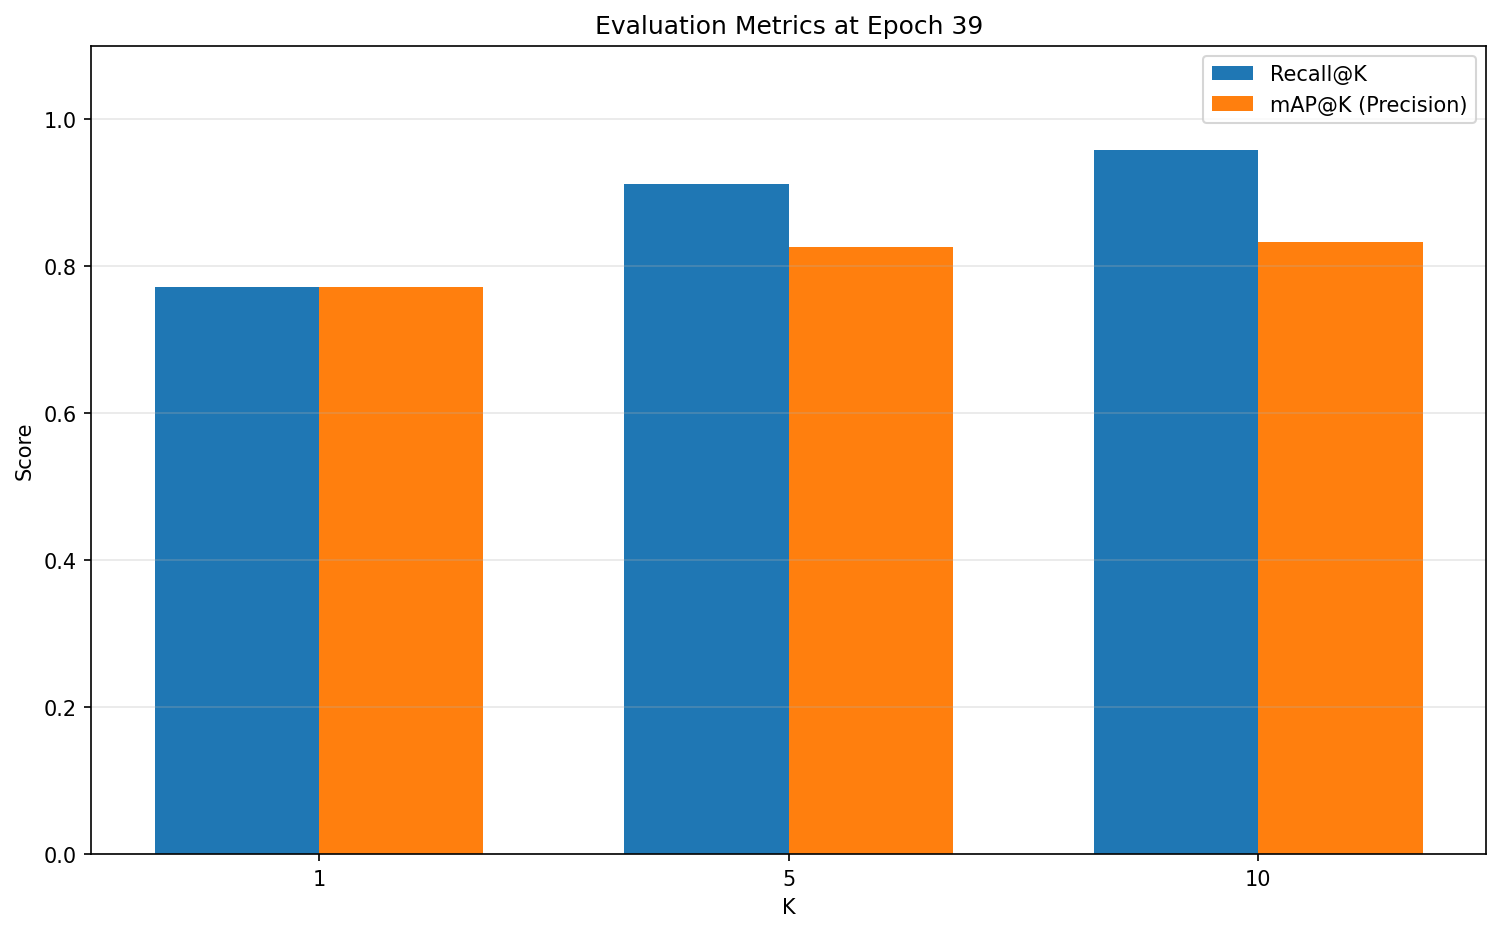 Evaluation Metrics at Epoch 39
Recall@K
mAP@K (Precision)
1.0
0.8
0.6
0.4
0.2
0.0
Score
1
5
10
K